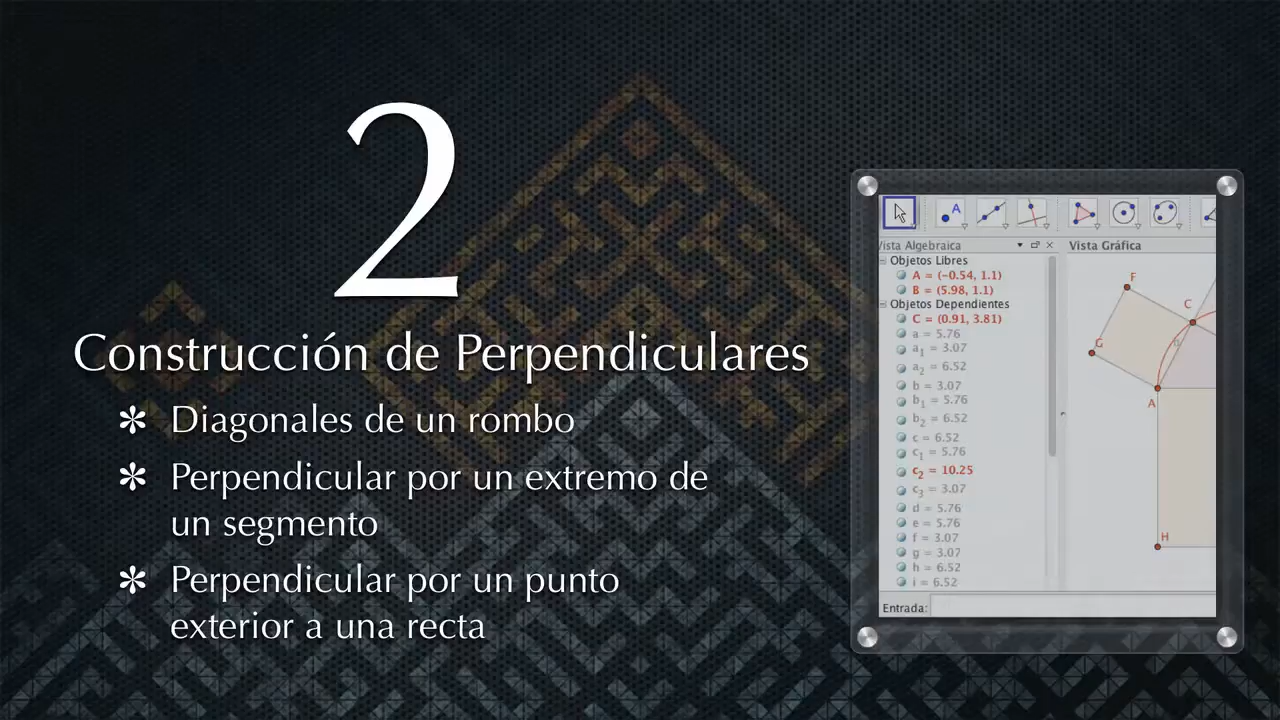 2
Construcción de Perpendiculares
✻ Diagonales de un rombo
✻ Perpendicular por un extremo de
un segmento
✻ Perpendicular por un punto
exterior a una recta
A
Vista Algebraica
Vista Gráfica
Objetos Libres
A = (-0.54, 1.1)
B = (5.98, 1.1)
Objetos Dependientes
C = (0.91, 3.81)
a = 5.76
a₁ = 3.07
a₂ = 6.52
b = 3.07
b₁ = 5.76
b₂ = 6.52
c = 6.52
c₁ = 5.76
c₂ = 10.25
c₃ = 3.07
d = 5.76
e = 5.76
f = 3.07
g = 3.07
h = 6.52
i = 6.52
Entrada:
F
C
G
A
H